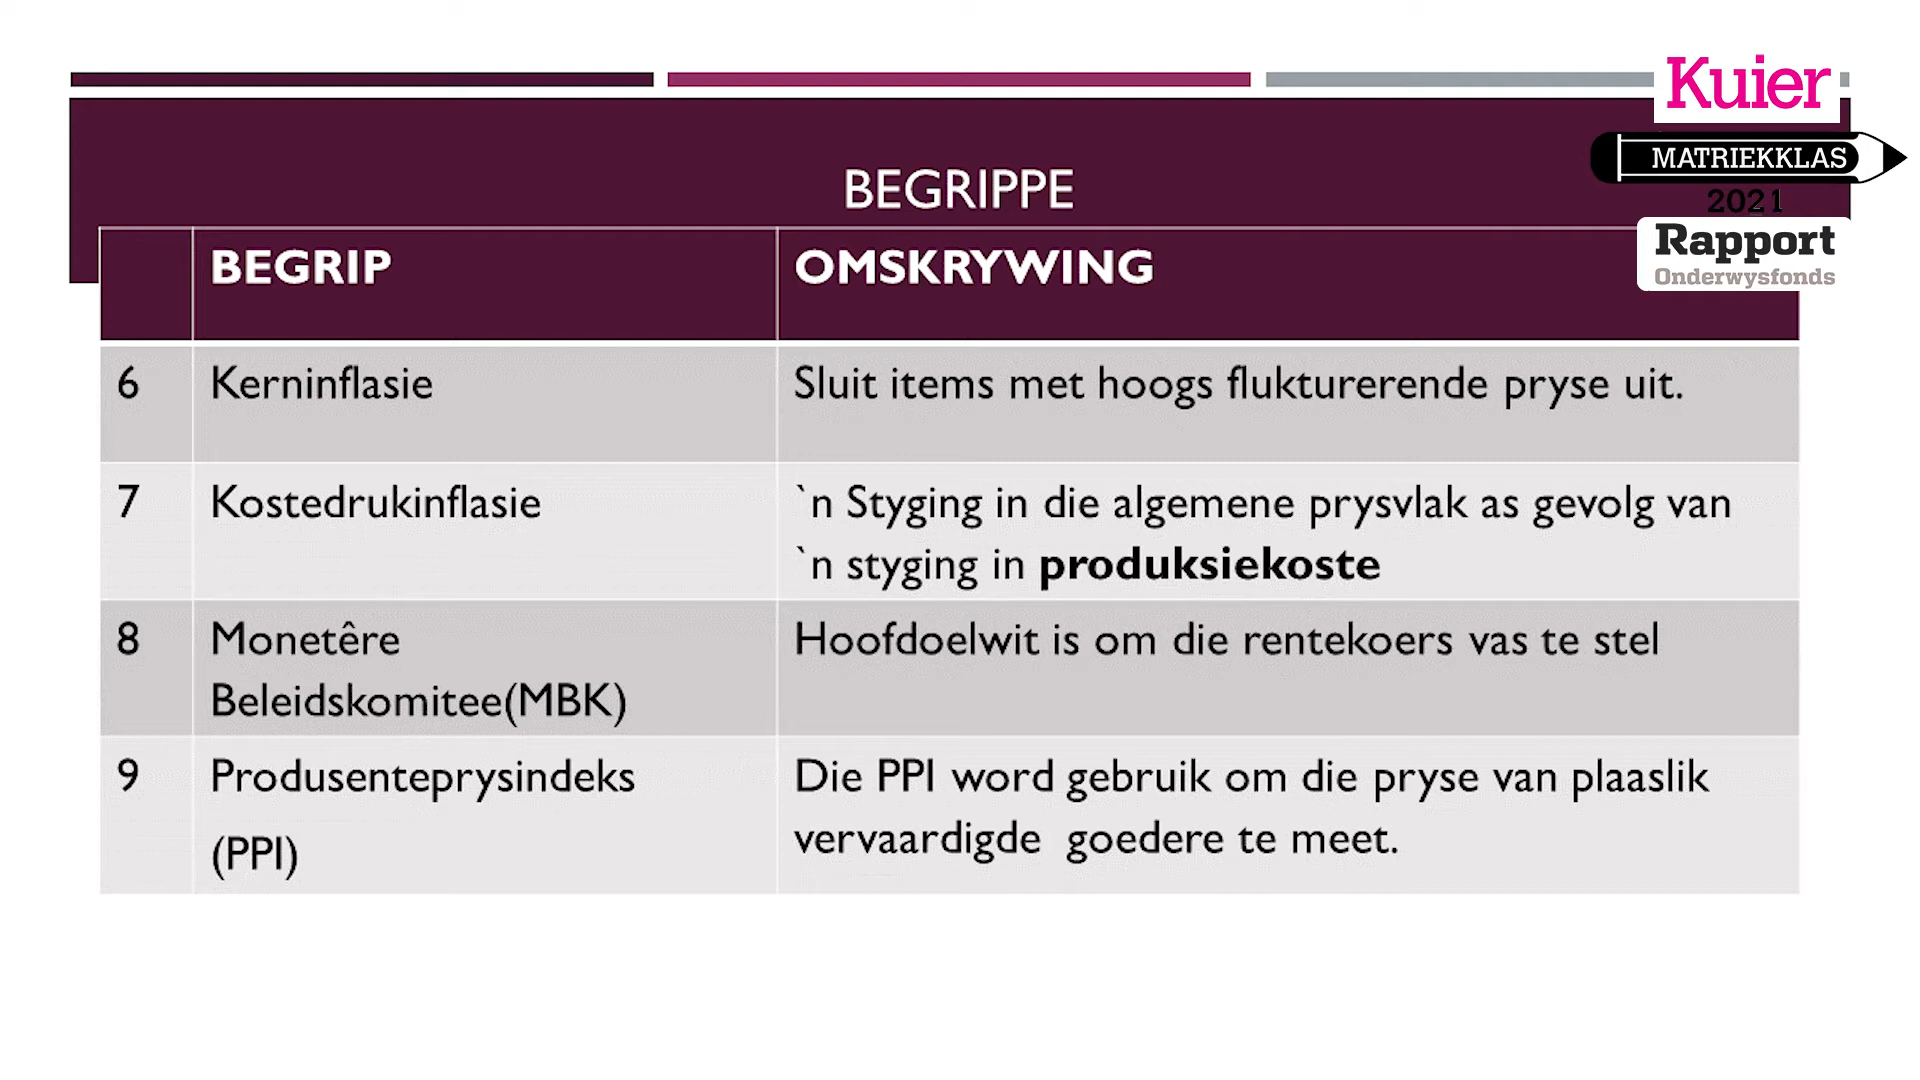 Kuier
MATRIEKKLAS
2021
Rapport
Onderwysfonds
BEGRIPPE
BEGRIP OMSKRYWING
6 Kerninflasie Sluit items met hoogs flukturerende pryse uit.
7 Kostedrukinflasie `n Styging in die algemene prysvlak as gevolg van
`n styging in produksiekoste
8 Monetêre Hoofdoelwit is om die rentekoers vas te stel
Beleidskomitee(MBK)
9 Produsenteprysindeks Die PPI word gebruik om die pryse van plaaslik
vervaardigde goedere te meet.
(PPI)